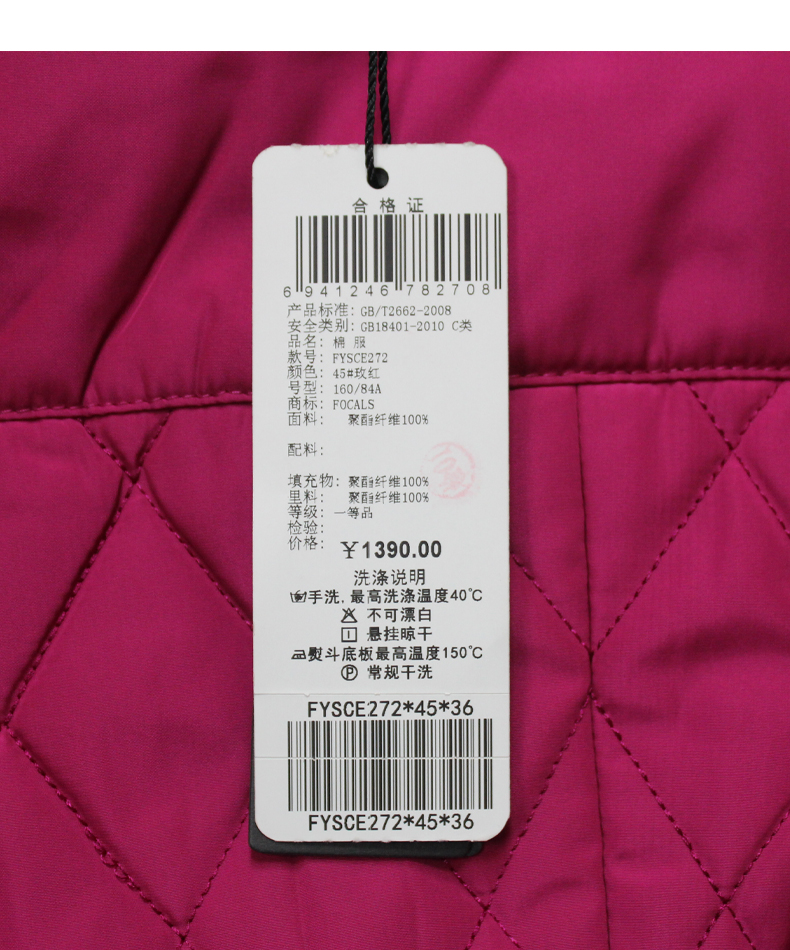 合格证
6 941246 782708
产品标准: GB/T2662-2008
安全类别: GB18401-2010 C类
品名: 棉 服
款号: FYSCE272
颜色: 45#玫红
号型: 160/84A
商标: FOCALS
面料: 聚酯纤维100%
配料:
填充物: 聚酯纤维100%
里料: 聚酯纤维100%
等级: 一等品
检验:
价格: ¥1390.00
洗涤说明
手洗,最高洗涤温度40℃
不可漂白
悬挂晾干
熨斗底板最高温度150℃
Ⓟ 常规干洗
FYSCE272*45*36
FYSCE272*45*36